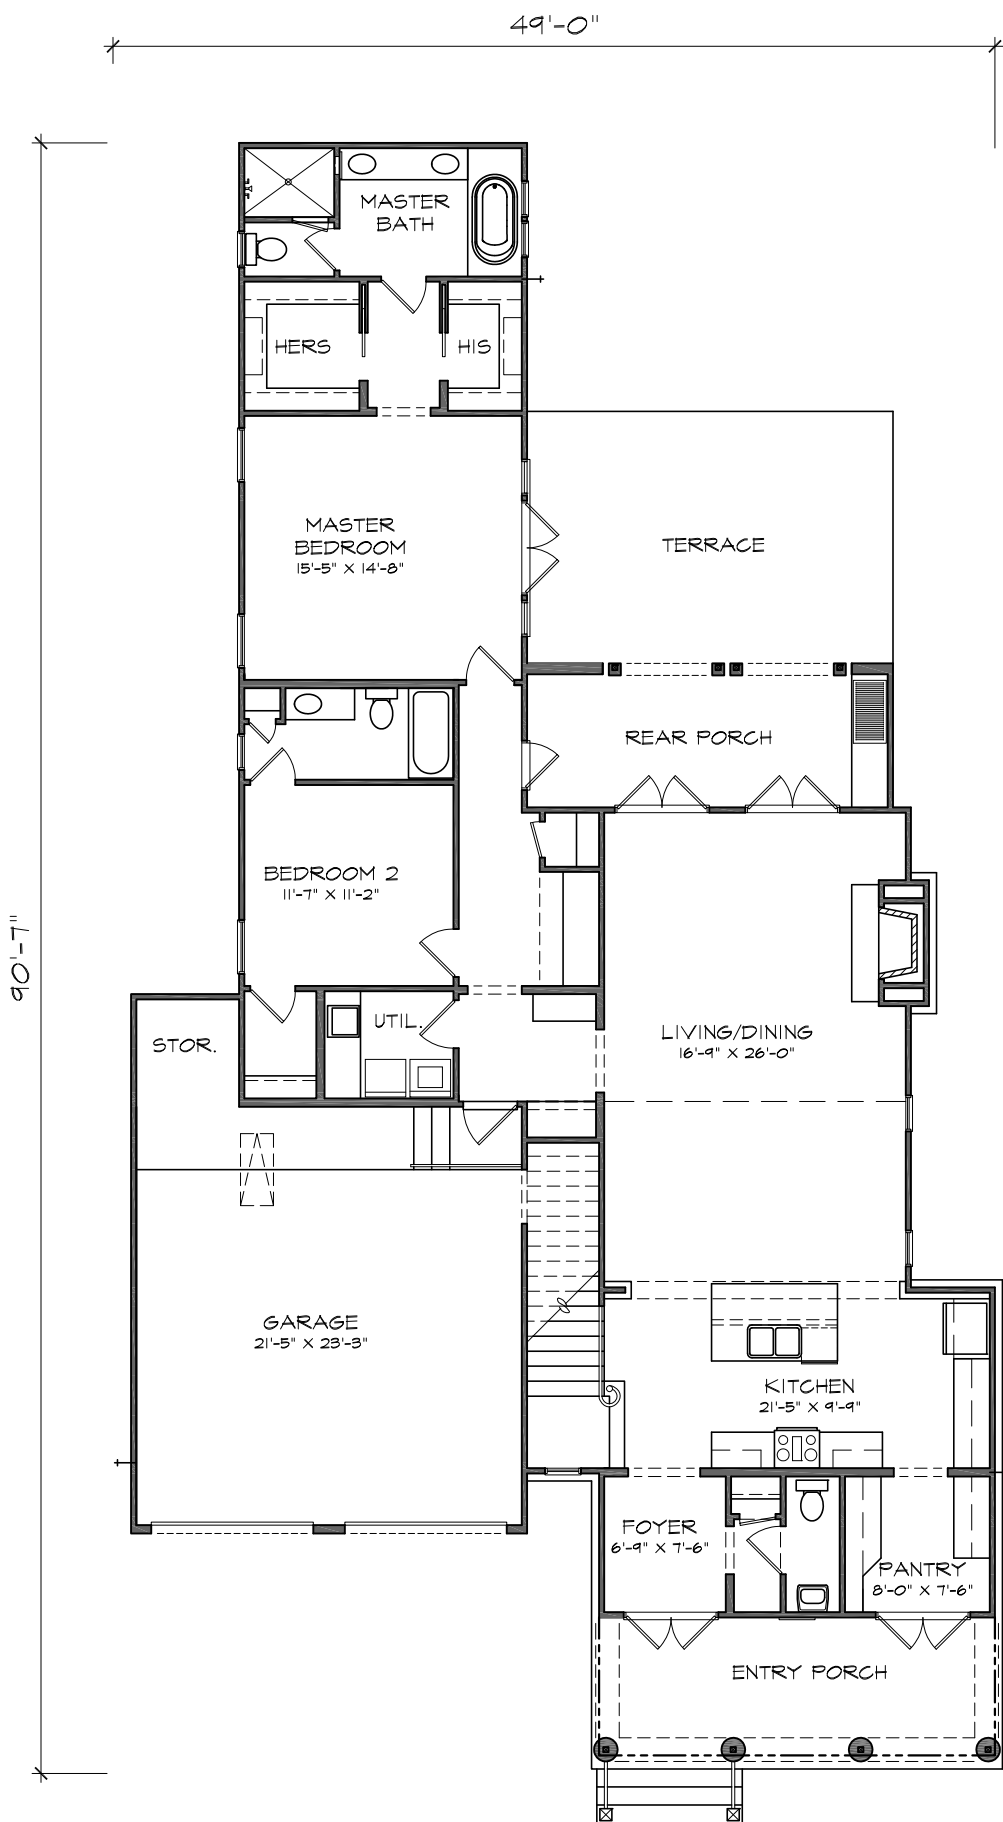 49'-0"
MASTER
BATH
HERS
HIS
MASTER
BEDROOM
15'-5" X 14'-8"
TERRACE
REAR PORCH
BEDROOM 2
11'-7" X 11'-2"
90'-7"
UTIL.
STOR.
LIVING/DINING
16'-9" X 26'-0"
GARAGE
21'-5" X 23'-3"
KITCHEN
21'-5" X 9'-9"
FOYER
6'-9" X 7'-6"
PANTRY
8'-0" X 7'-6"
ENTRY PORCH